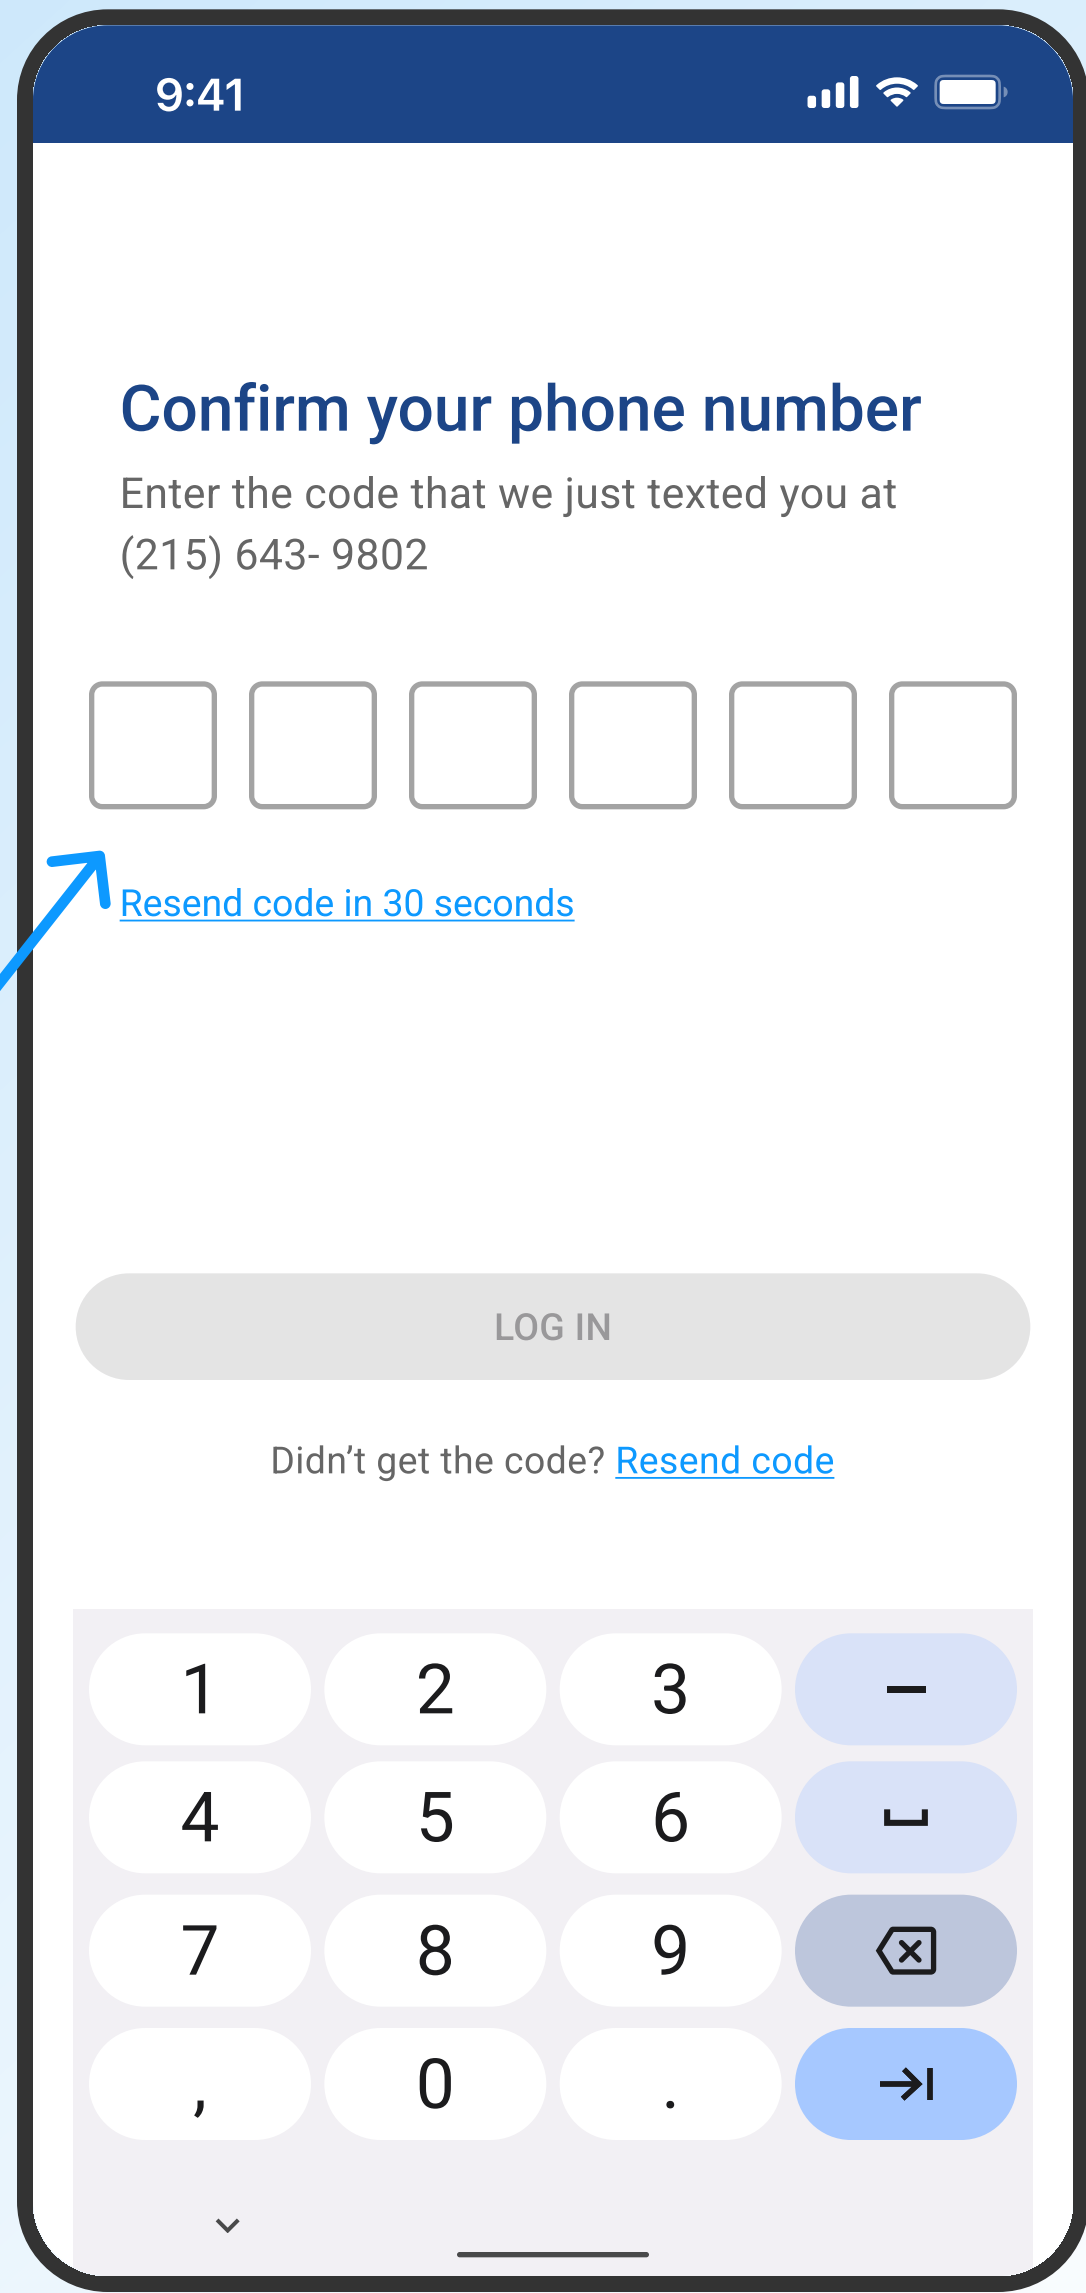 9:41
Confirm your phone number
Enter the code that we just texted you at
(215) 643- 9802
Resend code in 30 seconds
LOG IN
Didn’t get the code? Resend code
1 2 3 –
4 5 6
7 8 9
, 0 .